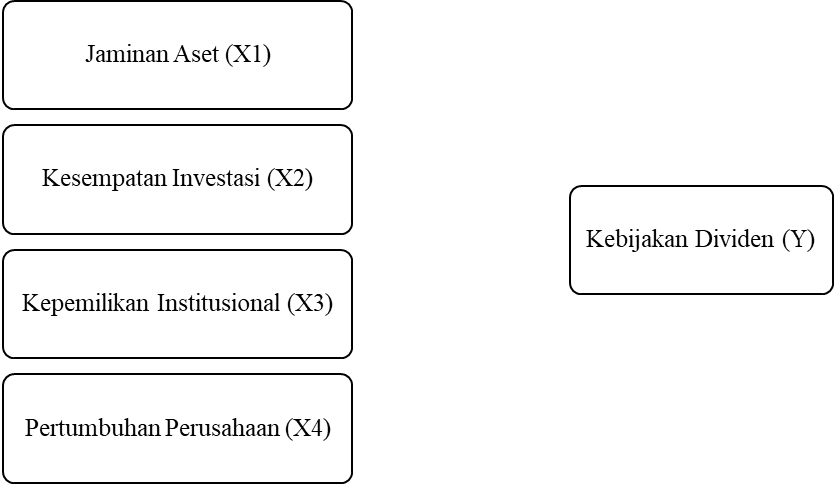 Jaminan Aset (X1)
Kesempatan Investasi (X2)
Kebijakan Dividen (Y)
Kepemilikan Institusional (X3)
Pertumbuhan Perusahaan (X4)